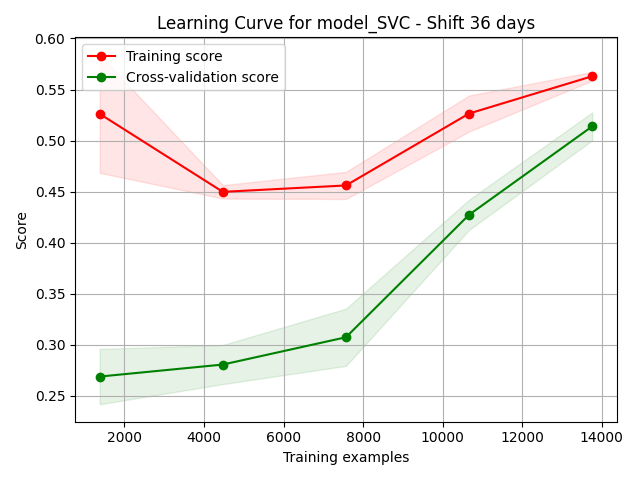 Learning Curve for model_SVC - Shift 36 days
Training score
Cross-validation score
0.60
0.55
0.50
0.45
0.40
0.35
0.30
0.25
Score
2000 4000 6000 8000 10000 12000 14000
Training examples